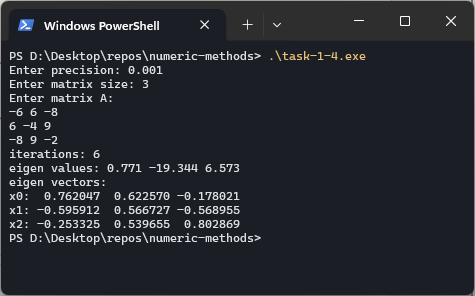 Windows PowerShell
PS D:\Desktop\repos\numeric-methods> .\task-1-4.exe
Enter precision: 0.001
Enter matrix size: 3
Enter matrix A:
-6 6 -8
6 -4 9
-8 9 -2
iterations: 6
eigen values: 0.771 -19.344 6.573
eigen vectors:
x0:  0.762047  0.622570 -0.178021
x1: -0.595912  0.566727 -0.568955
x2: -0.253325  0.539655  0.802869
PS D:\Desktop\repos\numeric-methods>